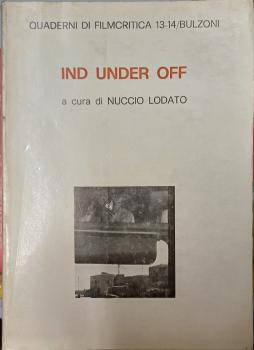 QUADERNI DI FILMCRITICA 13-14/BULZONI
IND UNDER OFF
a cura di NUCCIO LODATO